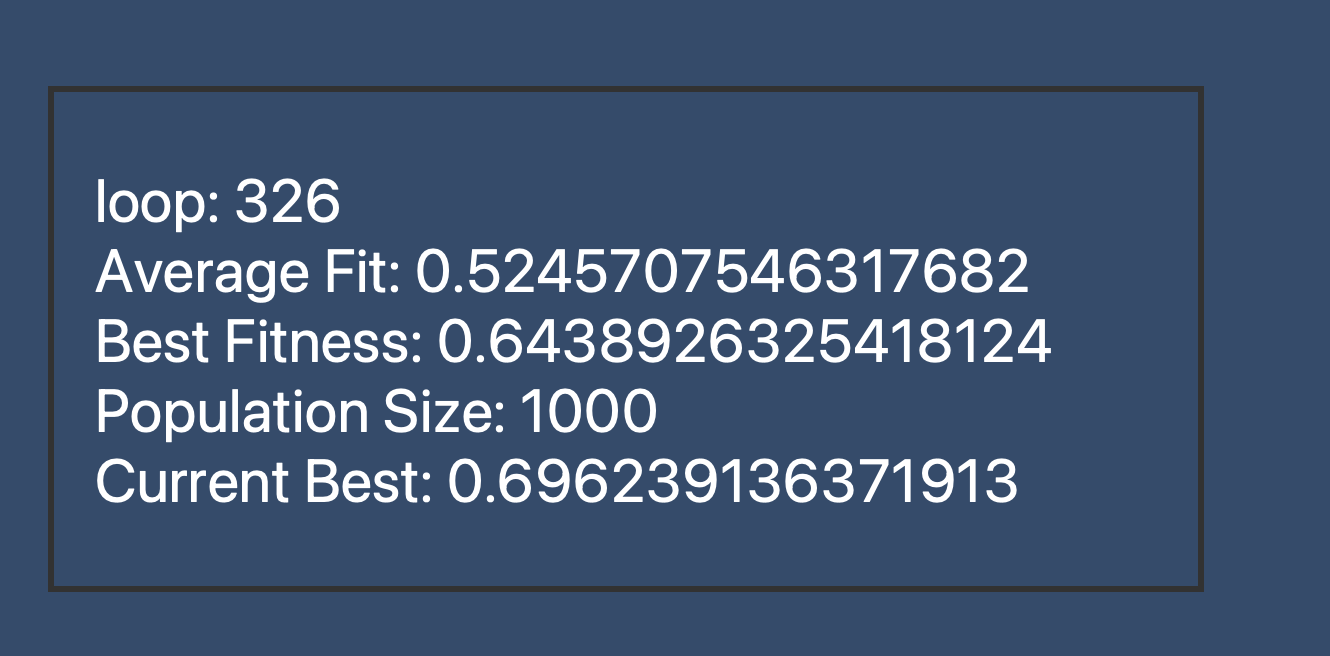 loop: 326
Average Fit: 0.5245707546317682
Best Fitness: 0.6438926325418124
Population Size: 1000
Current Best: 0.696239136371913